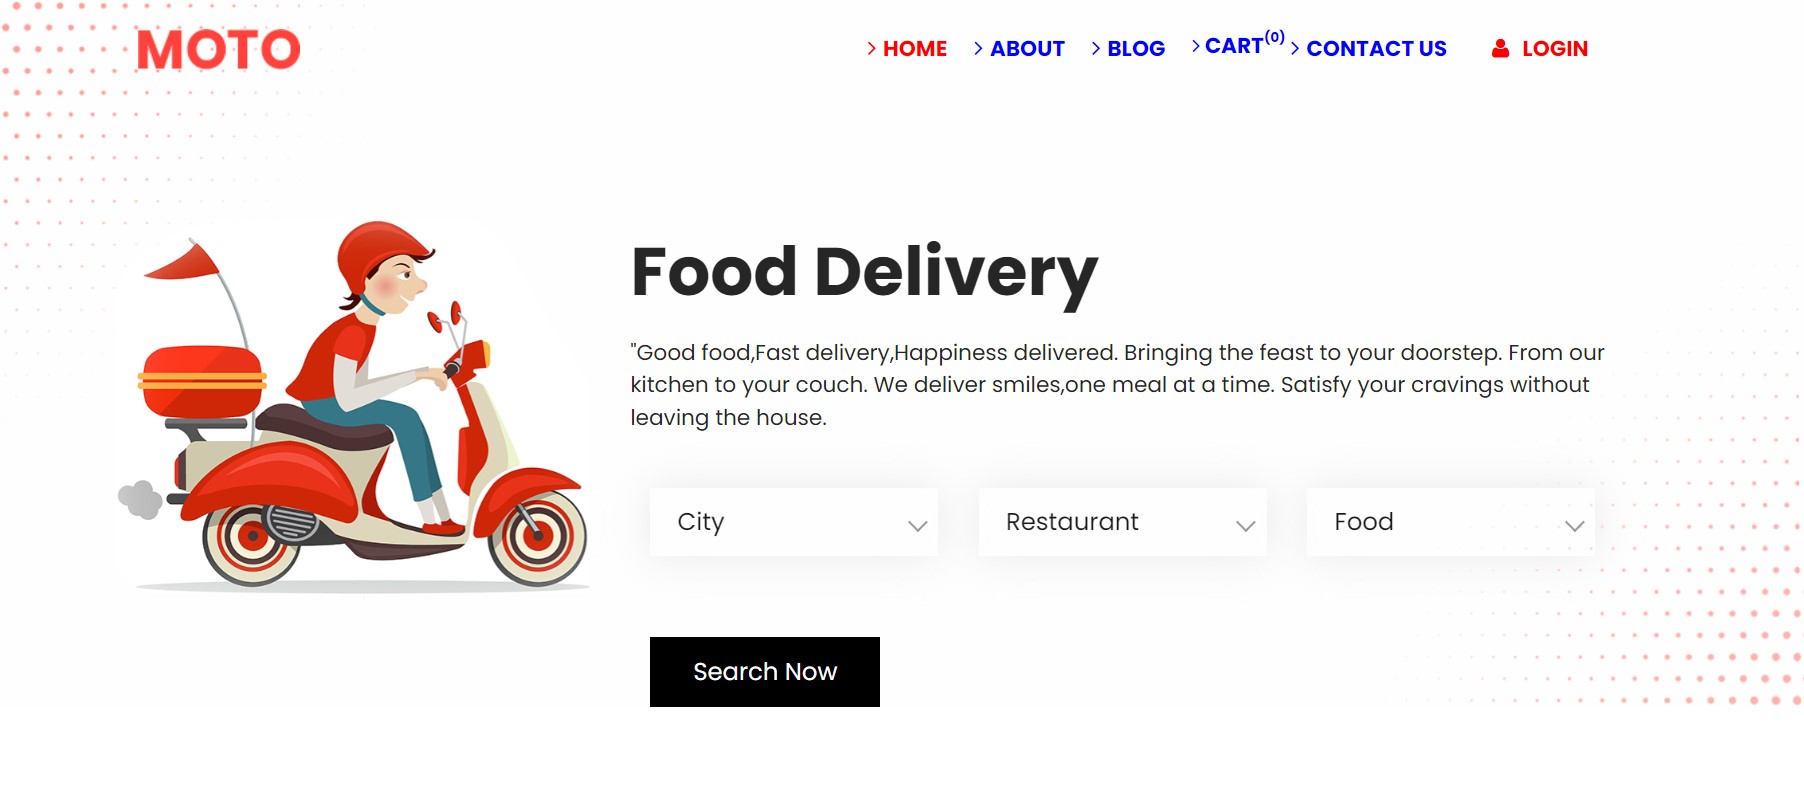 MOTO
HOME ABOUT BLOG CART(0) CONTACT US LOGIN
Food Delivery
"Good food,Fast delivery,Happiness delivered. Bringing the feast to your doorstep. From our
kitchen to your couch. We deliver smiles,one meal at a time. Satisfy your cravings without
leaving the house.
City Restaurant Food
Search Now